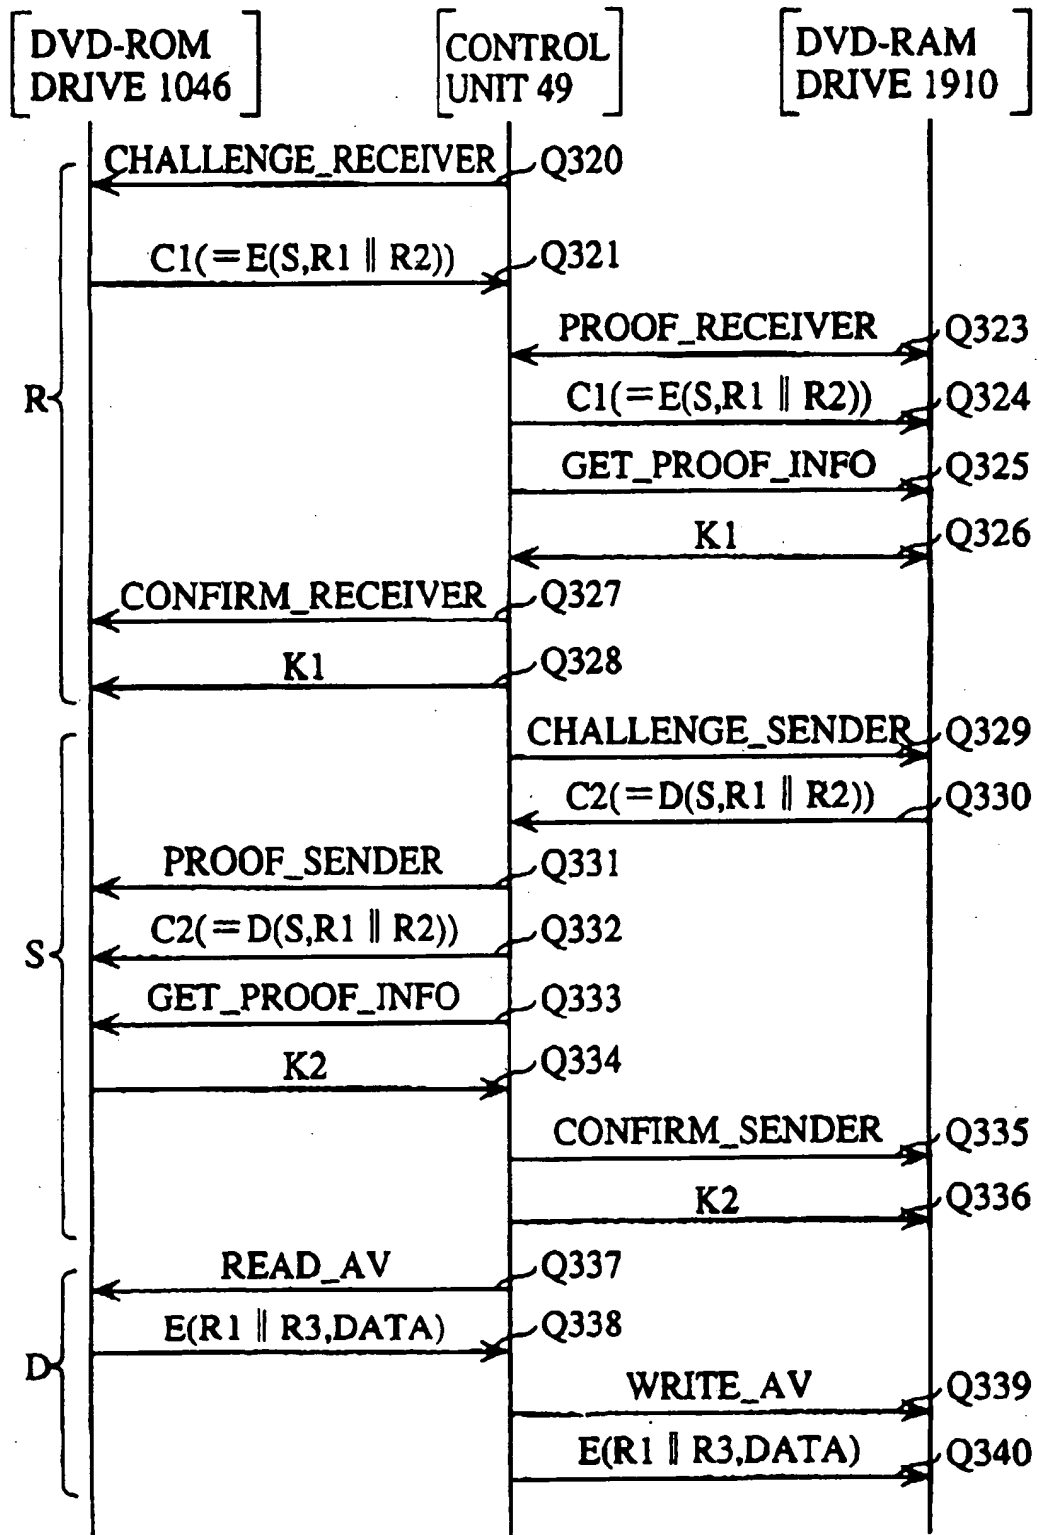 DVD-ROM
DRIVE 1046
CONTROL
UNIT 49
DVD-RAM
DRIVE 1910
CHALLENGE_RECEIVER Q320
C1(=E(S,R1 ‖ R2)) Q321
PROOF_RECEIVER Q323
R
C1(=E(S,R1 ‖ R2)) Q324
GET_PROOF_INFO Q325
K1 Q326
CONFIRM_RECEIVER Q327
K1 Q328
CHALLENGE_SENDER Q329
C2(=D(S,R1 ‖ R2)) Q330
PROOF_SENDER Q331
C2(=D(S,R1 ‖ R2)) Q332
S
GET_PROOF_INFO Q333
K2 Q334
CONFIRM_SENDER Q335
K2 Q336
READ_AV Q337
E(R1 ‖ R3,DATA) Q338
D
WRITE_AV Q339
E(R1 ‖ R3,DATA) Q340